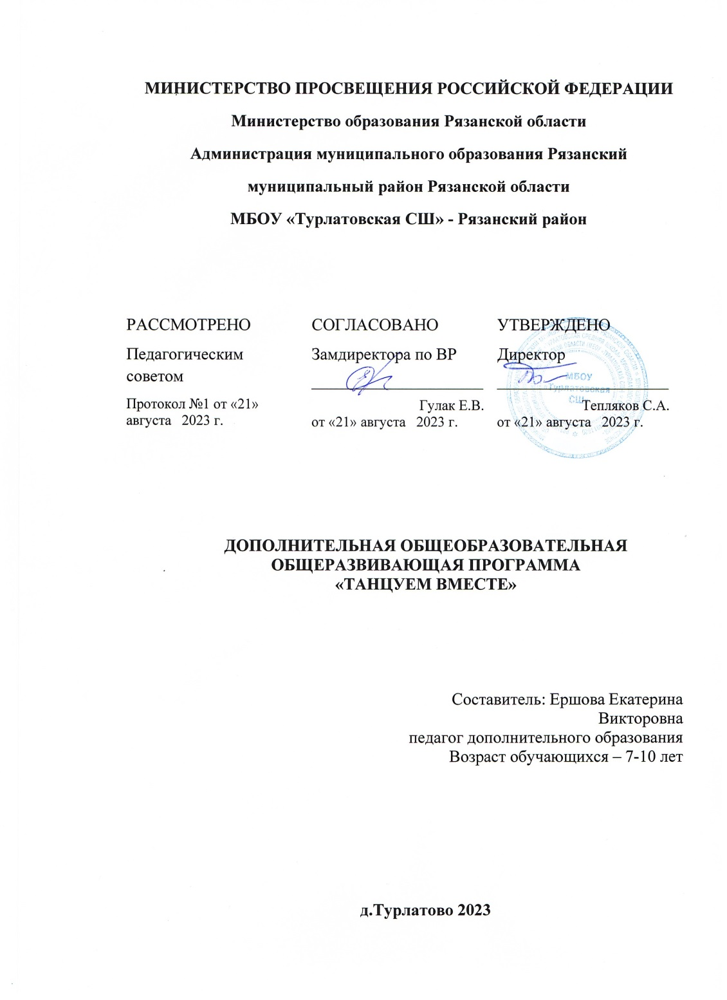 МИНИСТЕРСТВО ПРОСВЕЩЕНИЯ РОССИЙСКОЙ ФЕДЕРАЦИИ
Министерство образования Рязанской области
Администрация муниципального образования Рязанский
муниципальный район Рязанской области
МБОУ «Турлатовская СШ» - Рязанский район
РАССМОТРЕНО
Педагогическим
советом
Протокол №1 от «21»
августа 2023 г.
СОГЛАСОВАНО
Замдиректора по ВР
Гулак Е.В.
от «21» августа 2023 г.
УТВЕРЖДЕНО
Директор
Тепляков С.А.
от «21» августа 2023 г.
МБОУ
«Турлатовская
СШ»
ДОПОЛНИТЕЛЬНАЯ ОБЩЕОБРАЗОВАТЕЛЬНАЯ
ОБЩЕРАЗВИВАЮЩАЯ ПРОГРАММА
«ТАНЦУЕМ ВМЕСТЕ»
Составитель: Ершова Екатерина
Викторовна
педагог дополнительного образования
Возраст обучающихся – 7-10 лет
д.Турлатово 2023